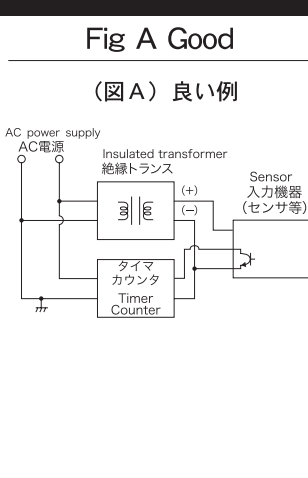 Fig A Good
（図A）良い例
AC power supply
AC電源
Insulated transformer
絶縁トランス
(+)
(−)
Sensor
入力機器
(センサ等)
タイマ
カウンタ
Timer
Counter